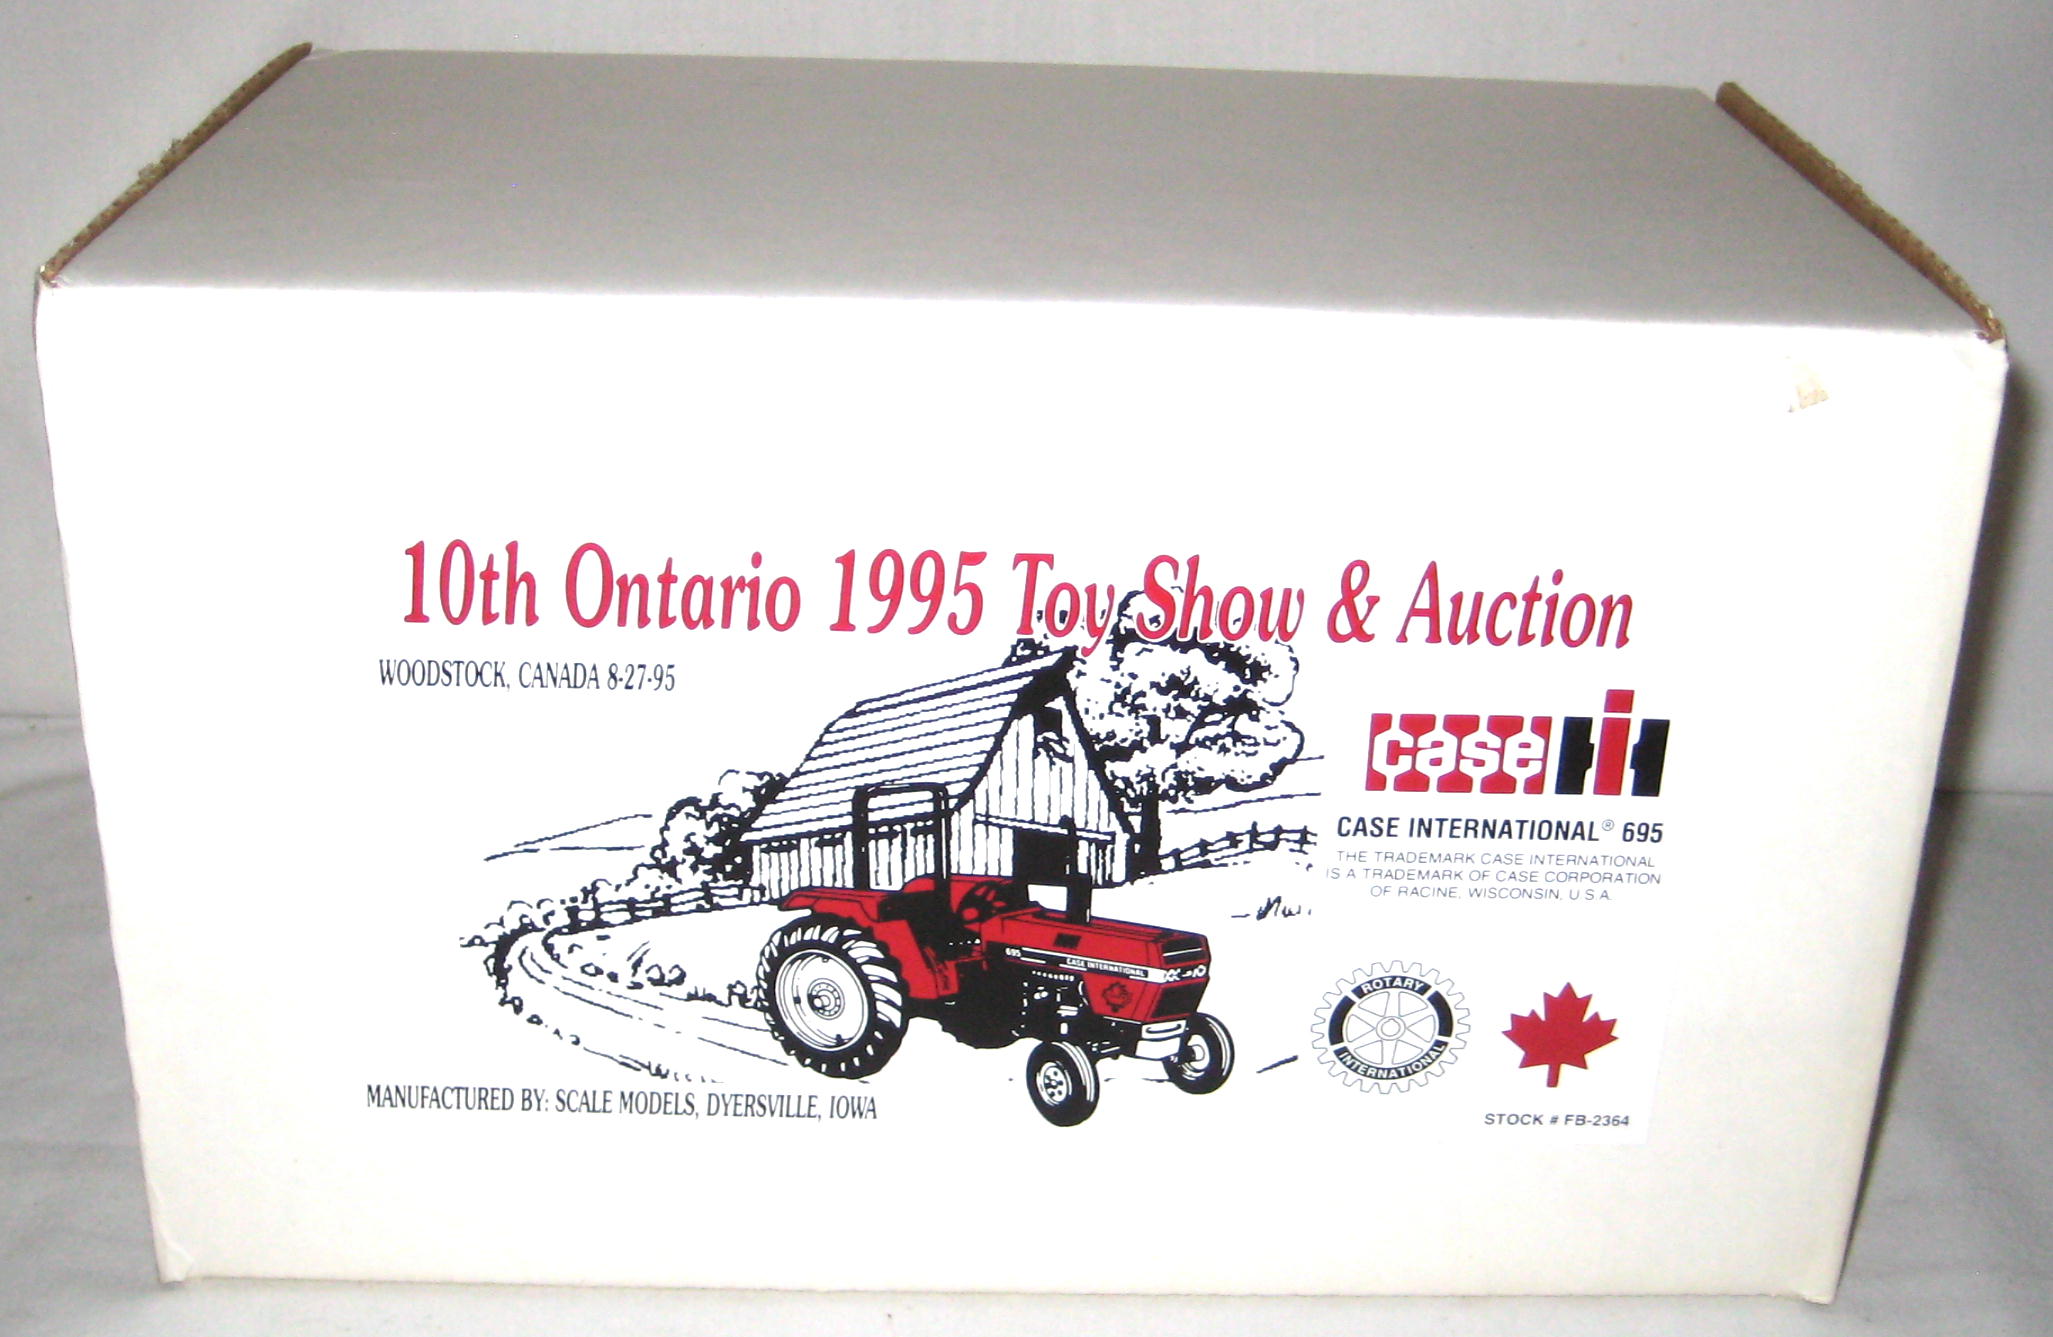 10th Ontario 1995 Toy Show & Auction
WOODSTOCK, CANADA 8-27-95
case IH
CASE INTERNATIONAL® 695
THE TRADEMARK CASE INTERNATIONAL
IS A TRADEMARK OF CASE CORPORATION
OF RACINE, WISCONSIN, U.S.A.
695 CASE INTERNATIONAL
ROTARY
INTERNATIONAL
MANUFACTURED BY: SCALE MODELS, DYERSVILLE, IOWA
STOCK # FB-2364